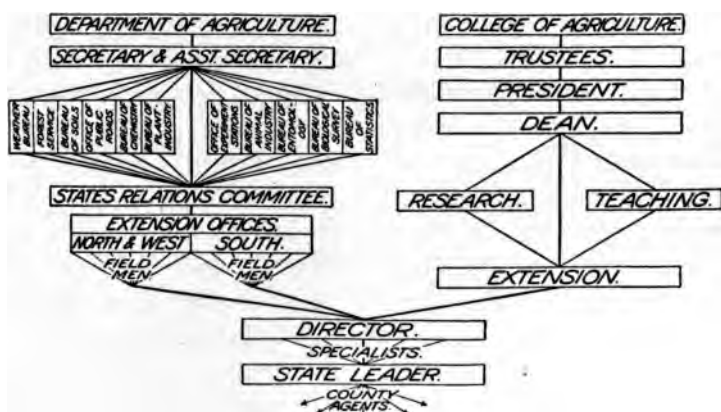 DEPARTMENT OF AGRICULTURE.
SECRETARY & ASST. SECRETARY.
WEATHER
BUREAU
FOREST
SERVICE
BUREAU
OF SOILS
OFFICE OF
PUBLIC
ROADS
BUREAU OF
CHEMISTRY
BUREAU OF
PLANT-
INDUSTRY
OFFICE OF
EXPERIMENT
STATIONS
BUREAU OF
ANIMAL
INDUSTRY
BUREAU OF
ENTOMOL-
OGY
BUREAU OF
BIOLOGICAL
SURVEY
BUREAU
OF
STATISTICS
STATES RELATIONS COMMITTEE.
EXTENSION OFFICES.
NORTH & WEST
SOUTH.
FIELD
MEN
FIELD
MEN.
COLLEGE OF AGRICULTURE.
TRUSTEES.
PRESIDENT.
DEAN.
RESEARCH.
TEACHING.
EXTENSION.
DIRECTOR.
SPECIALISTS.
STATE LEADER.
COUNTY
AGENTS.